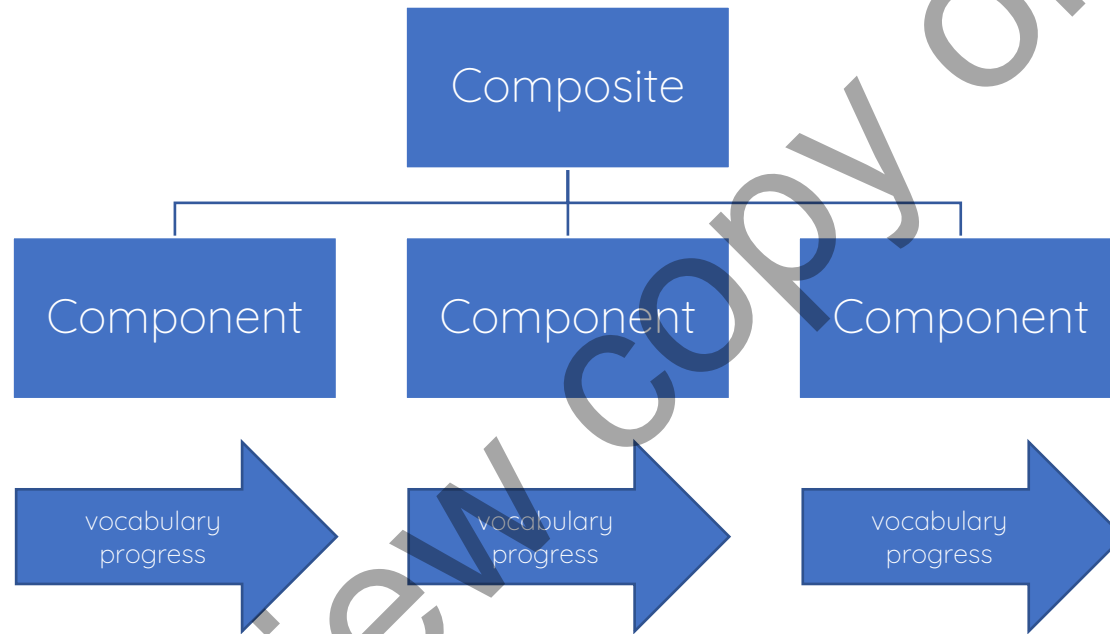 Composite
Component
Component
Component
vocabulary
progress
vocabulary
progress
vocabulary
progress
copy